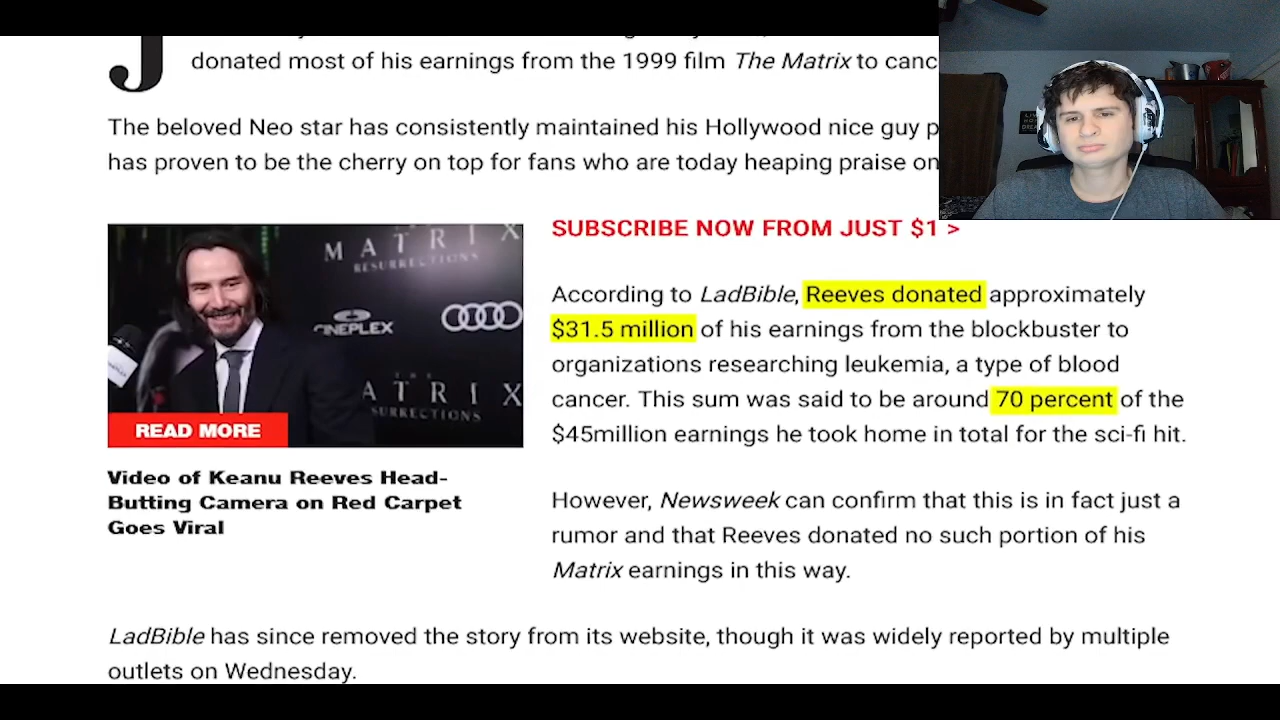 J
donated most of his earnings from the 1999 film The Matrix to canc
The beloved Neo star has consistently maintained his Hollywood nice guy p
has proven to be the cherry on top for fans who are today heaping praise on
SUBSCRIBE NOW FROM JUST $1 >
MATRIX
RESURRECTIONS
CINEPLEX
THE
ATRIX
SURRECTIONS
READ MORE
Video of Keanu Reeves Head-
Butting Camera on Red Carpet
Goes Viral
According to LadBible, Reeves donated approximately
$31.5 million of his earnings from the blockbuster to
organizations researching leukemia, a type of blood
cancer. This sum was said to be around 70 percent of the
$45million earnings he took home in total for the sci-fi hit.
However, Newsweek can confirm that this is in fact just a
rumor and that Reeves donated no such portion of his
Matrix earnings in this way.
LadBible has since removed the story from its website, though it was widely reported by multiple
outlets on Wednesday.